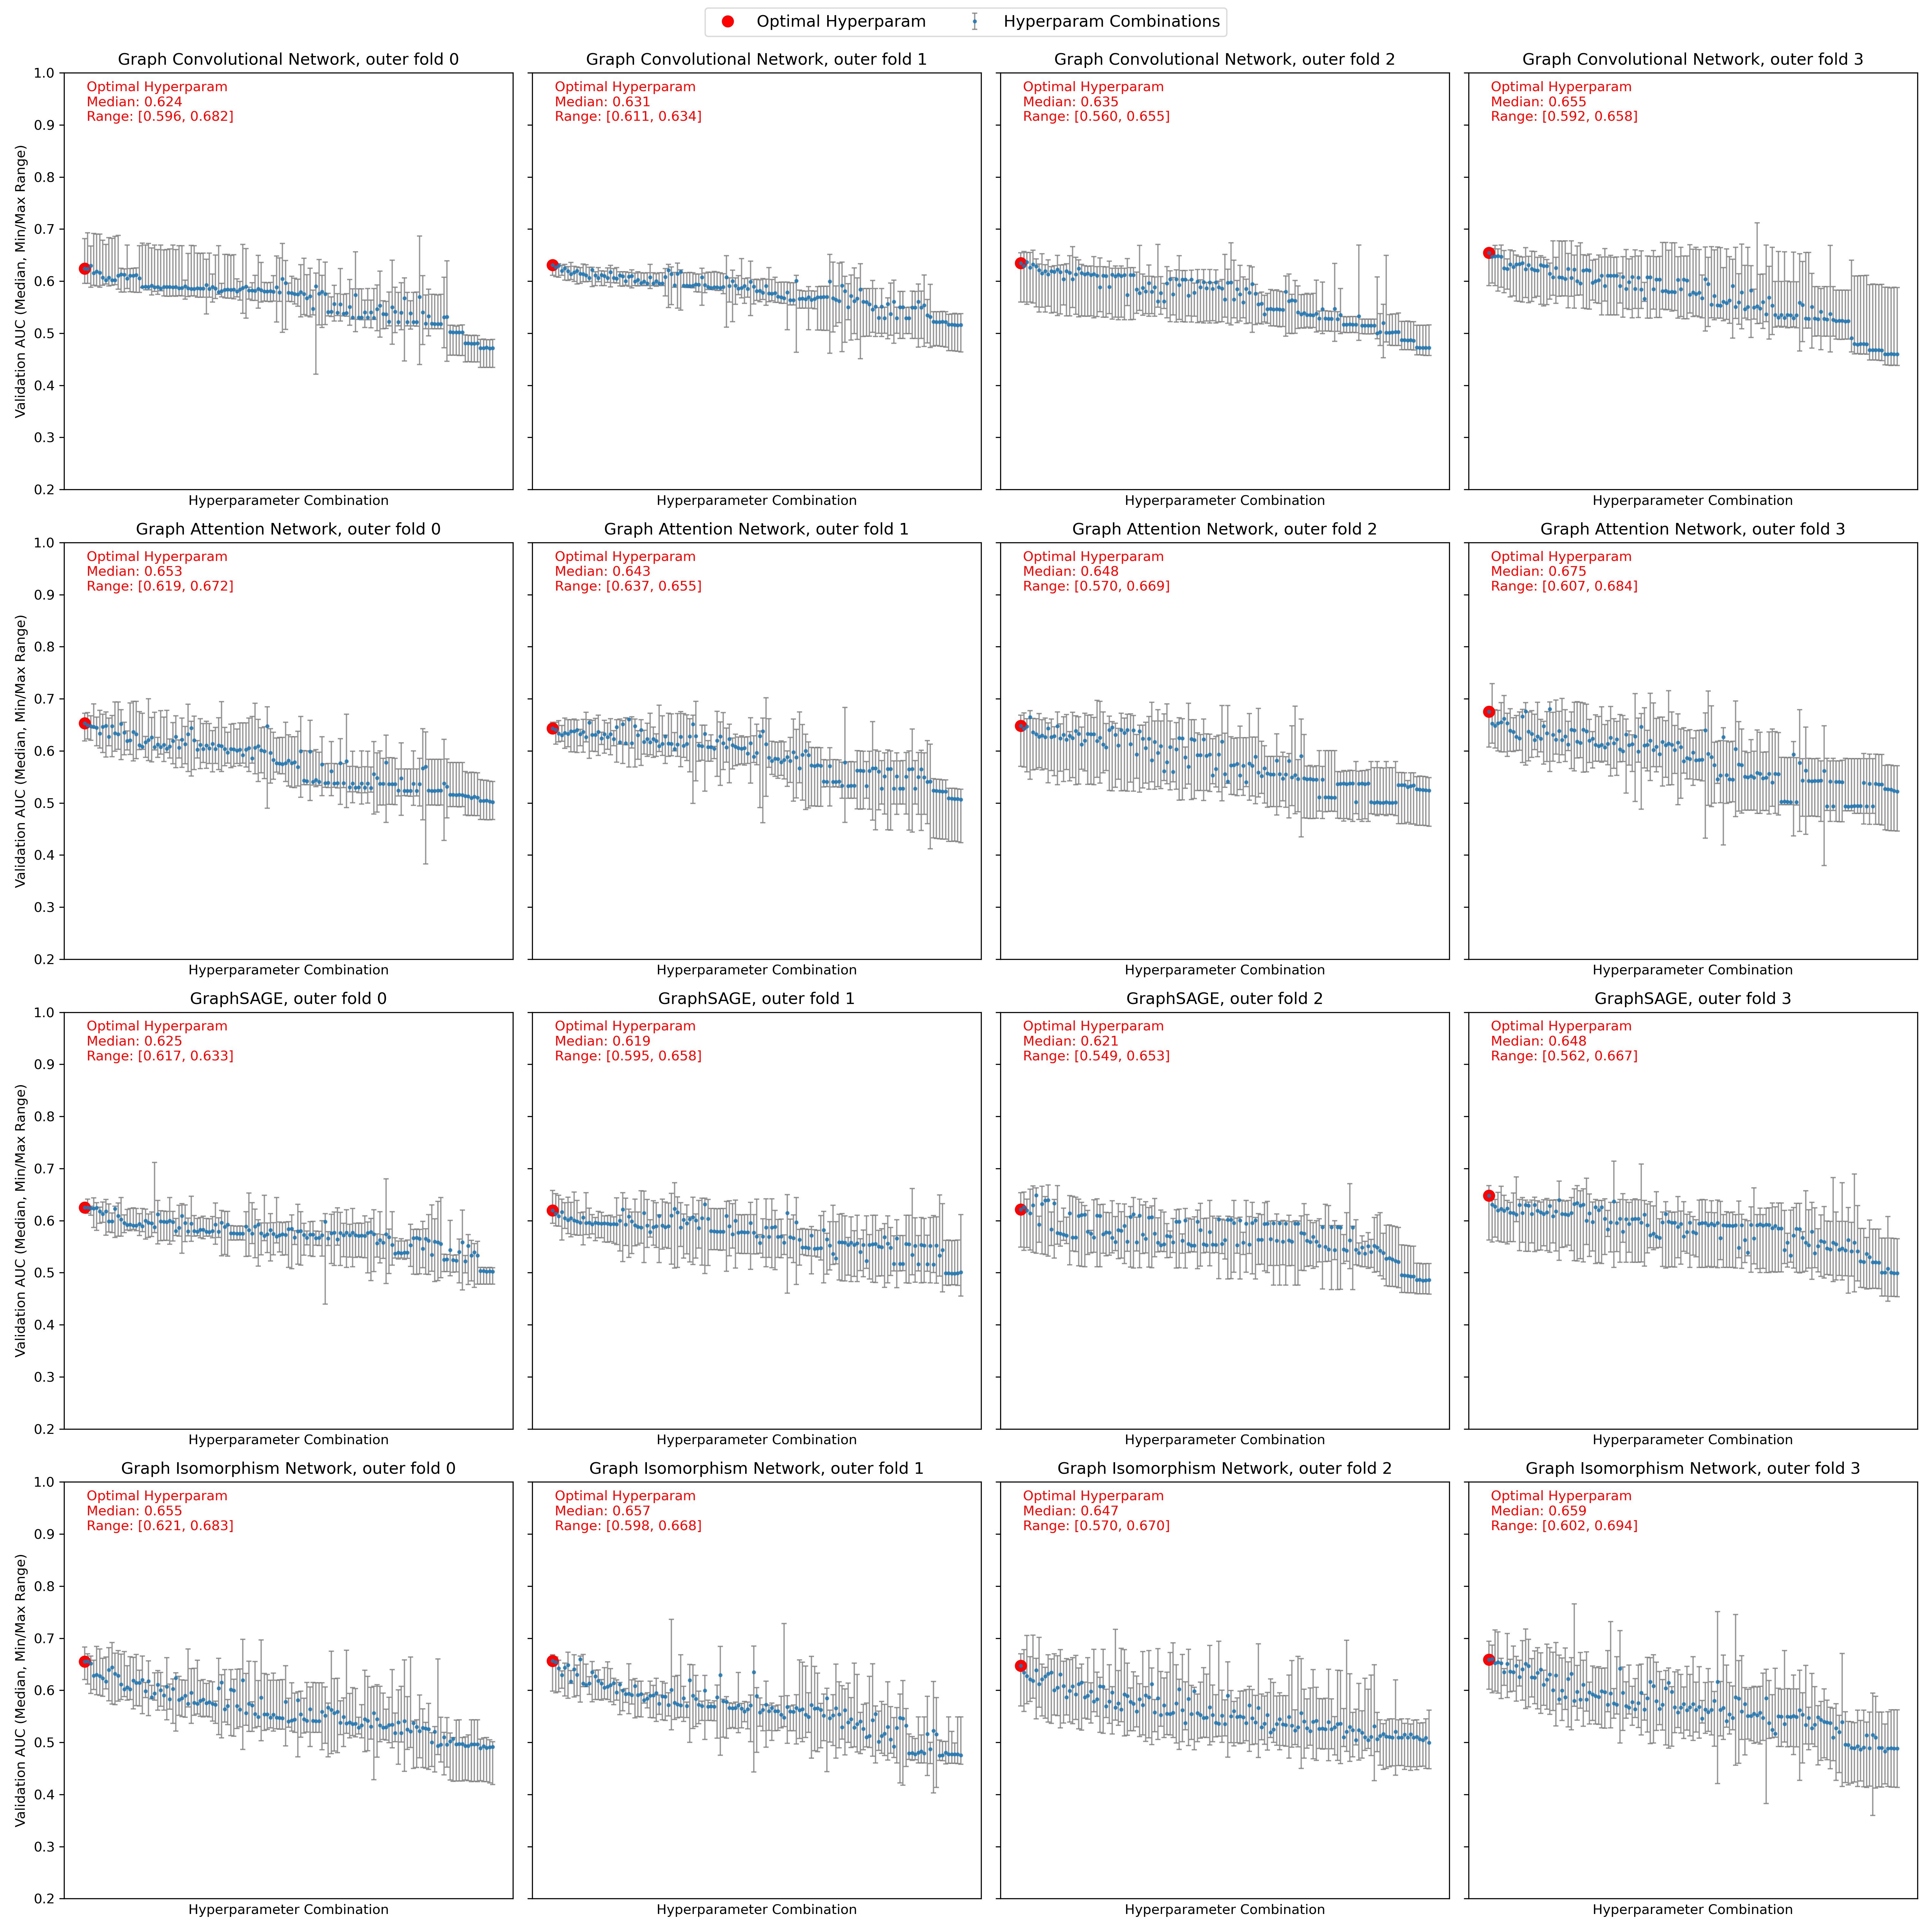 Optimal Hyperparam
Hyperparam Combinations
Graph Convolutional Network, outer fold 0
Optimal Hyperparam
Median: 0.624
Range: [0.596, 0.682]
1.0
0.9
0.8
0.7
0.6
0.5
0.4
0.3
0.2
Validation AUC (Median, Min/Max Range)
Hyperparameter Combination
Graph Convolutional Network, outer fold 1
Optimal Hyperparam
Median: 0.631
Range: [0.611, 0.634]
Hyperparameter Combination
Graph Convolutional Network, outer fold 2
Optimal Hyperparam
Median: 0.635
Range: [0.560, 0.655]
Hyperparameter Combination
Graph Convolutional Network, outer fold 3
Optimal Hyperparam
Median: 0.655
Range: [0.592, 0.658]
Hyperparameter Combination
Graph Attention Network, outer fold 0
Optimal Hyperparam
Median: 0.653
Range: [0.619, 0.672]
1.0
0.9
0.8
0.7
0.6
0.5
0.4
0.3
0.2
Validation AUC (Median, Min/Max Range)
Hyperparameter Combination
Graph Attention Network, outer fold 1
Optimal Hyperparam
Median: 0.643
Range: [0.637, 0.655]
Hyperparameter Combination
Graph Attention Network, outer fold 2
Optimal Hyperparam
Median: 0.648
Range: [0.570, 0.669]
Hyperparameter Combination
Graph Attention Network, outer fold 3
Optimal Hyperparam
Median: 0.675
Range: [0.607, 0.684]
Hyperparameter Combination
GraphSAGE, outer fold 0
Optimal Hyperparam
Median: 0.625
Range: [0.617, 0.633]
1.0
0.9
0.8
0.7
0.6
0.5
0.4
0.3
0.2
Validation AUC (Median, Min/Max Range)
Hyperparameter Combination
GraphSAGE, outer fold 1
Optimal Hyperparam
Median: 0.619
Range: [0.595, 0.658]
Hyperparameter Combination
GraphSAGE, outer fold 2
Optimal Hyperparam
Median: 0.621
Range: [0.549, 0.653]
Hyperparameter Combination
GraphSAGE, outer fold 3
Optimal Hyperparam
Median: 0.648
Range: [0.562, 0.667]
Hyperparameter Combination
Graph Isomorphism Network, outer fold 0
Optimal Hyperparam
Median: 0.655
Range: [0.621, 0.683]
1.0
0.9
0.8
0.7
0.6
0.5
0.4
0.3
0.2
Validation AUC (Median, Min/Max Range)
Hyperparameter Combination
Graph Isomorphism Network, outer fold 1
Optimal Hyperparam
Median: 0.657
Range: [0.598, 0.668]
Hyperparameter Combination
Graph Isomorphism Network, outer fold 2
Optimal Hyperparam
Median: 0.647
Range: [0.570, 0.670]
Hyperparameter Combination
Graph Isomorphism Network, outer fold 3
Optimal Hyperparam
Median: 0.659
Range: [0.602, 0.694]
Hyperparameter Combination